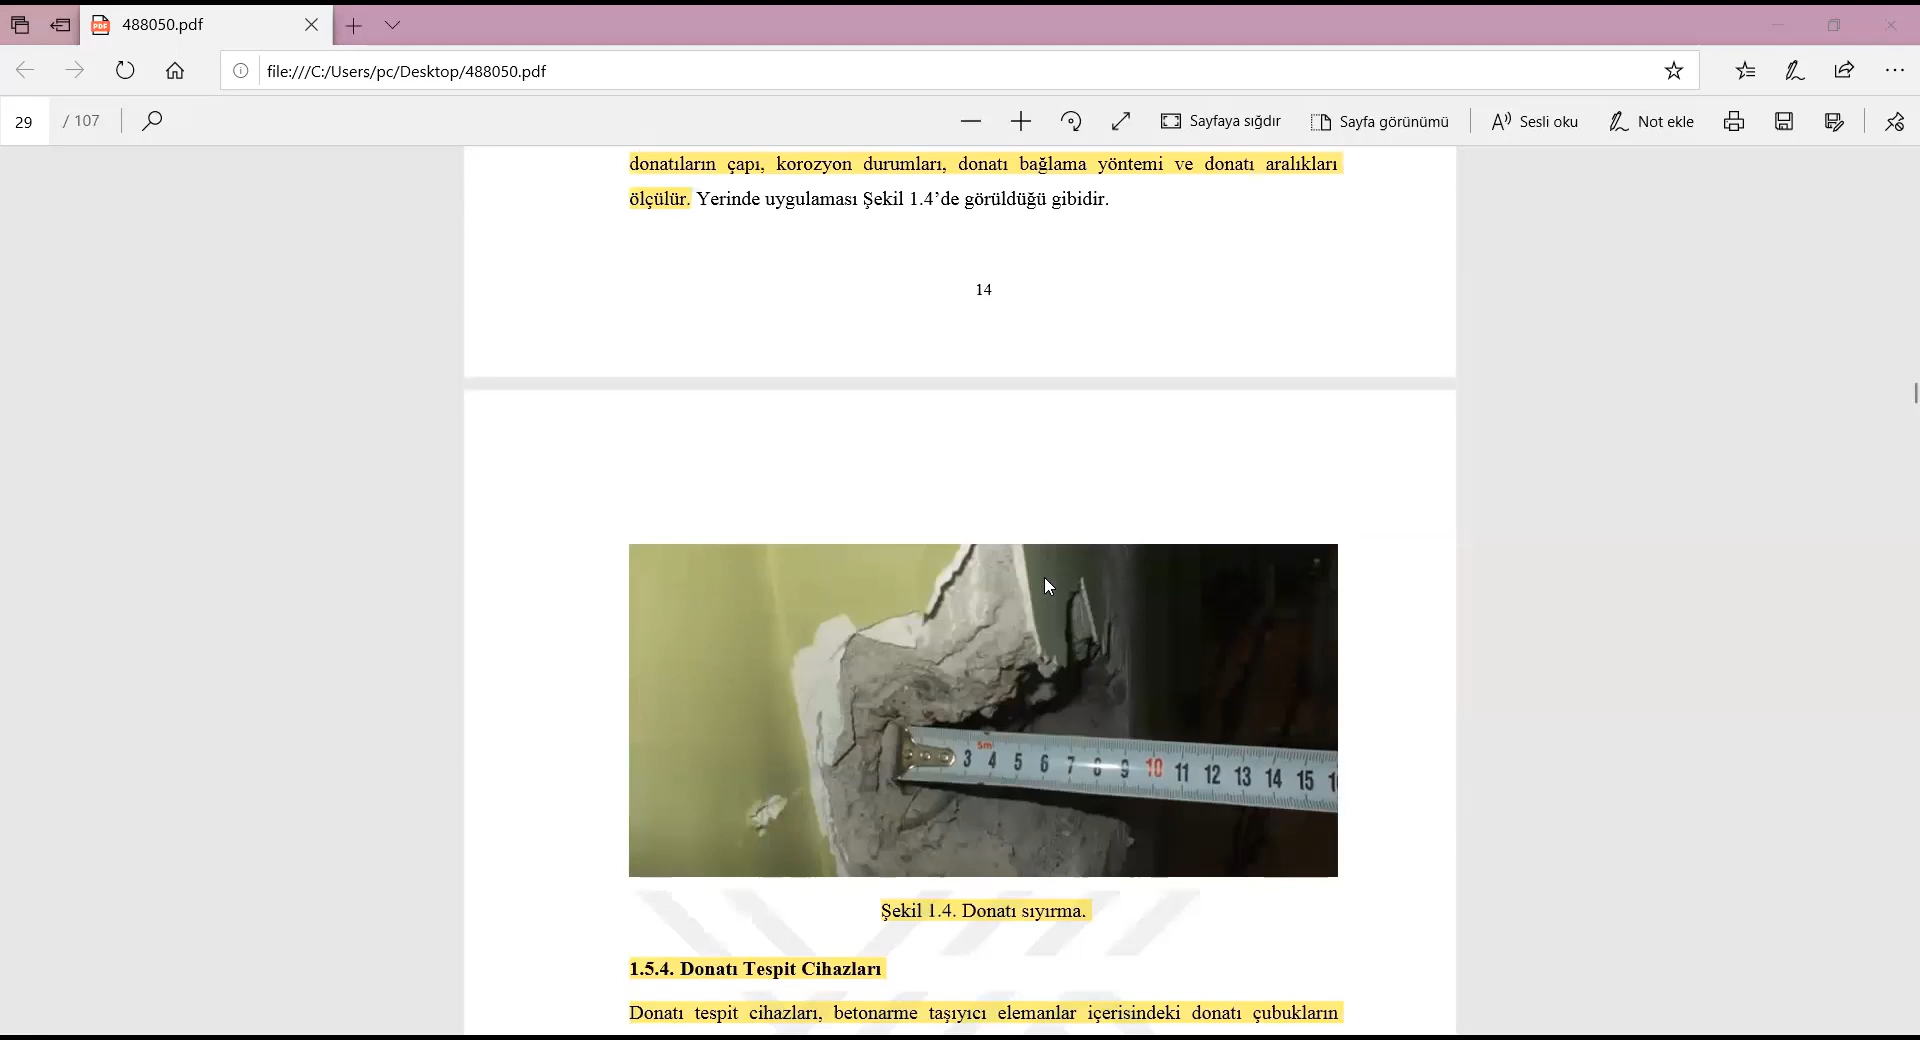 488050.pdf
file:///C:/Users/pc/Desktop/488050.pdf
29 / 107
Sayfaya sığdır
Sayfa görünümü
Sesli oku
Not ekle
donatıların çapı, korozyon durumları, donatı bağlama yöntemi ve donatı aralıkları
ölçülür. Yerinde uygulaması Şekil 1.4’de görüldüğü gibidir.
14
5m
3 4 5 6 7 8 9 10 11 12 13 14 15
Şekil 1.4. Donatı sıyırma.
1.5.4. Donatı Tespit Cihazları
Donatı tespit cihazları, betonarme taşıyıcı elemanlar içerisindeki donatı çubukların